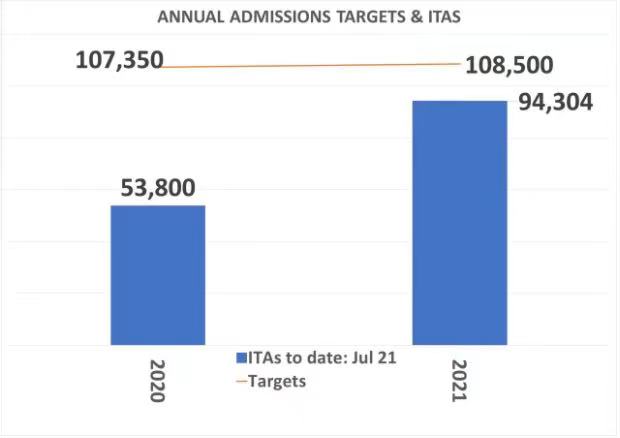 ANNUAL ADMISSIONS TARGETS & ITAS
107,350
108,500
94,304
53,800
ITAs to date: Jul 21
Targets
2020
2021